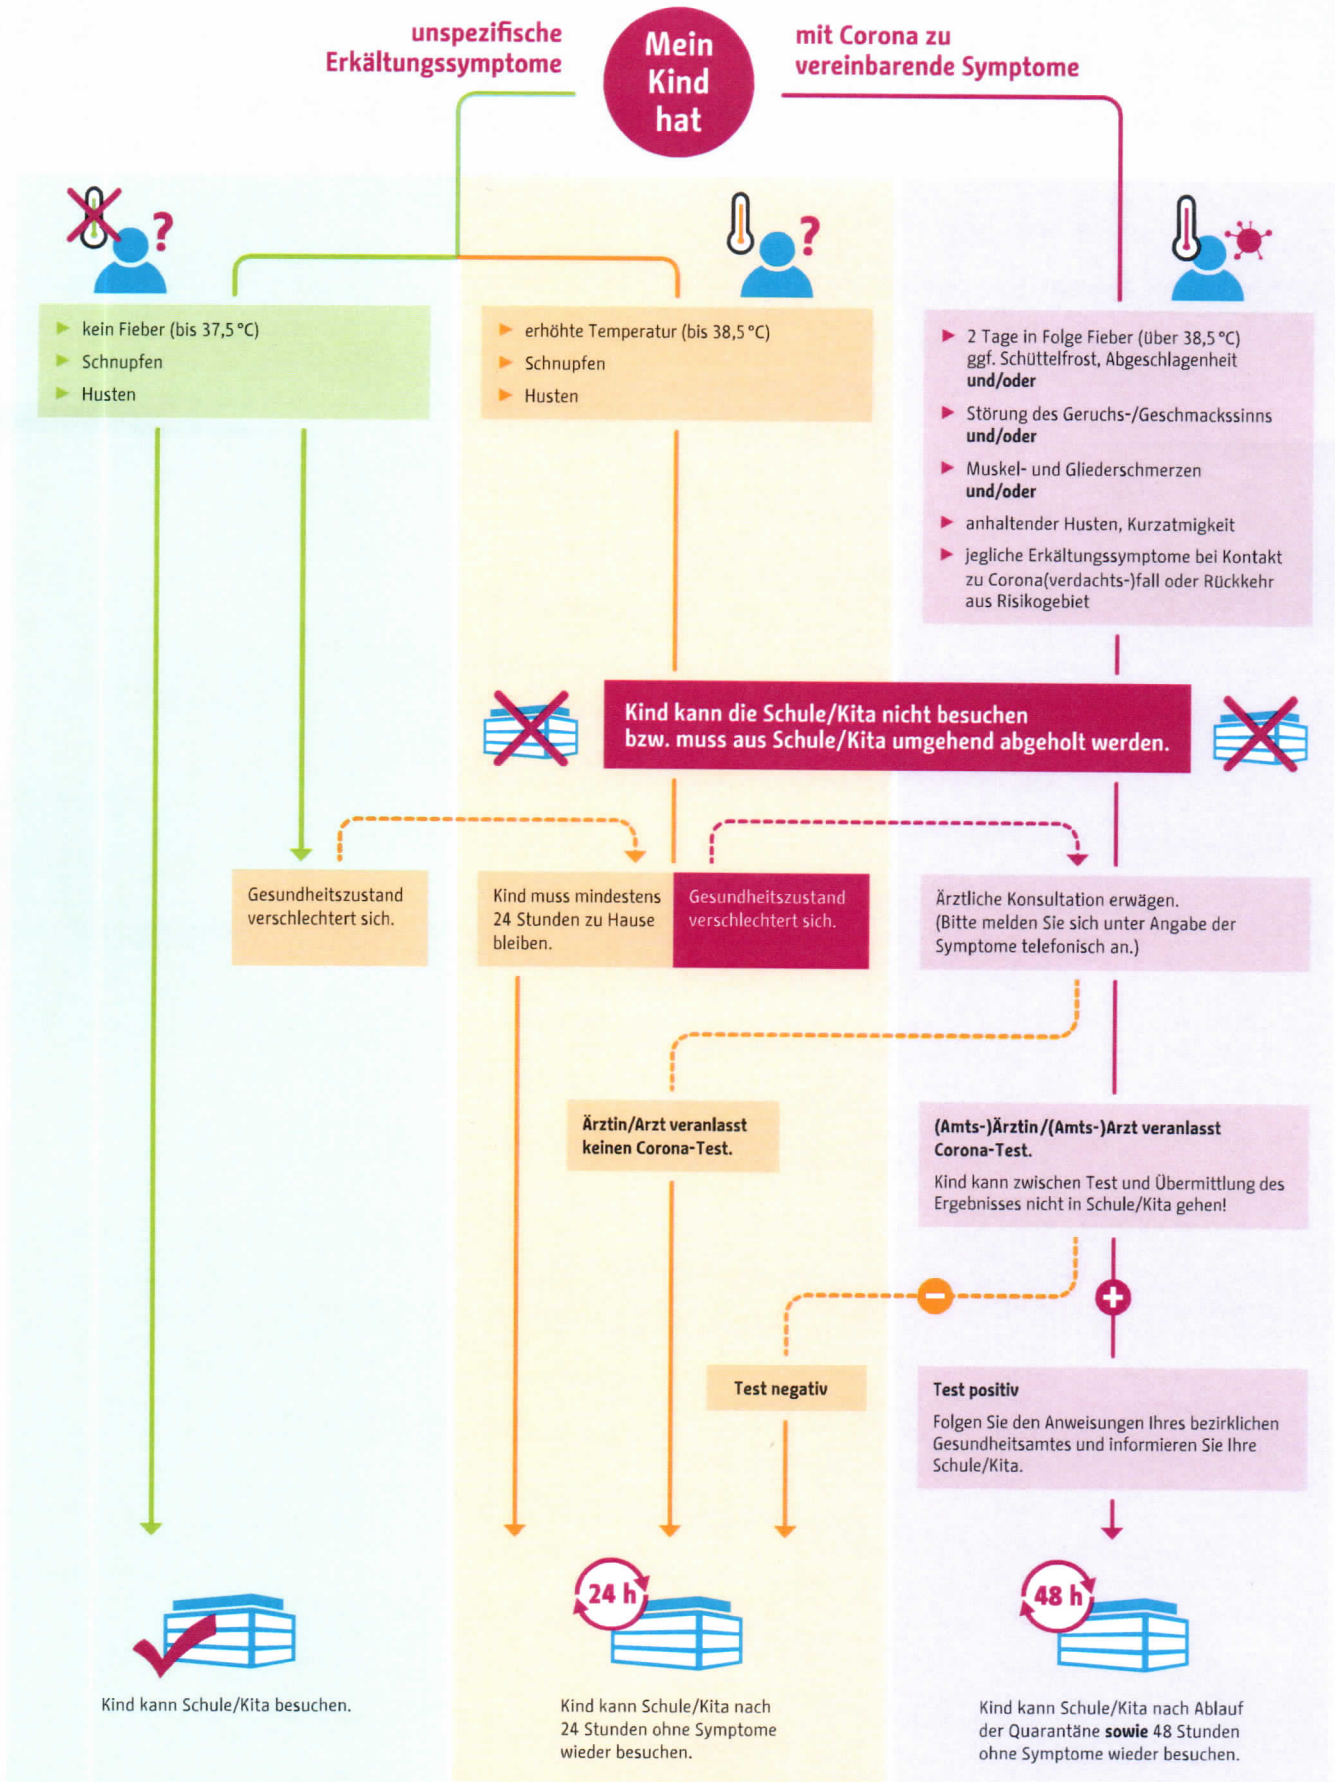 unspezifische
Erkältungssymptome
Mein
Kind
hat
mit Corona zu
vereinbarende Symptome
?
?
kein Fieber (bis 37,5 °C)
Schnupfen
Husten
erhöhte Temperatur (bis 38,5 °C)
Schnupfen
Husten
2 Tage in Folge Fieber (über 38,5 °C)
ggf. Schüttelfrost, Abgeschlagenheit
und/oder
Störung des Geruchs-/Geschmackssinns
und/oder
Muskel- und Gliederschmerzen
und/oder
anhaltender Husten, Kurzatmigkeit
jegliche Erkältungssymptome bei Kontakt
zu Corona(verdachts-)fall oder Rückkehr
aus Risikogebiet
Kind kann die Schule/Kita nicht besuchen
bzw. muss aus Schule/Kita umgehend abgeholt werden.
Gesundheitszustand
verschlechtert sich.
Kind muss mindestens
24 Stunden zu Hause
bleiben.
Gesundheitszustand
verschlechtert sich.
Ärztliche Konsultation erwägen.
(Bitte melden Sie sich unter Angabe der
Symptome telefonisch an.)
Ärztin/Arzt veranlasst
keinen Corona-Test.
(Amts-)Ärztin/(Amts-)Arzt veranlasst
Corona-Test.
Kind kann zwischen Test und Übermittlung des
Ergebnisses nicht in Schule/Kita gehen!
Test negativ
Test positiv
Folgen Sie den Anweisungen Ihres bezirklichen
Gesundheitsamtes und informieren Sie Ihre
Schule/Kita.
Kind kann Schule/Kita besuchen.
24 h
Kind kann Schule/Kita nach
24 Stunden ohne Symptome
wieder besuchen.
48 h
Kind kann Schule/Kita nach Ablauf
der Quarantäne sowie 48 Stunden
ohne Symptome wieder besuchen.